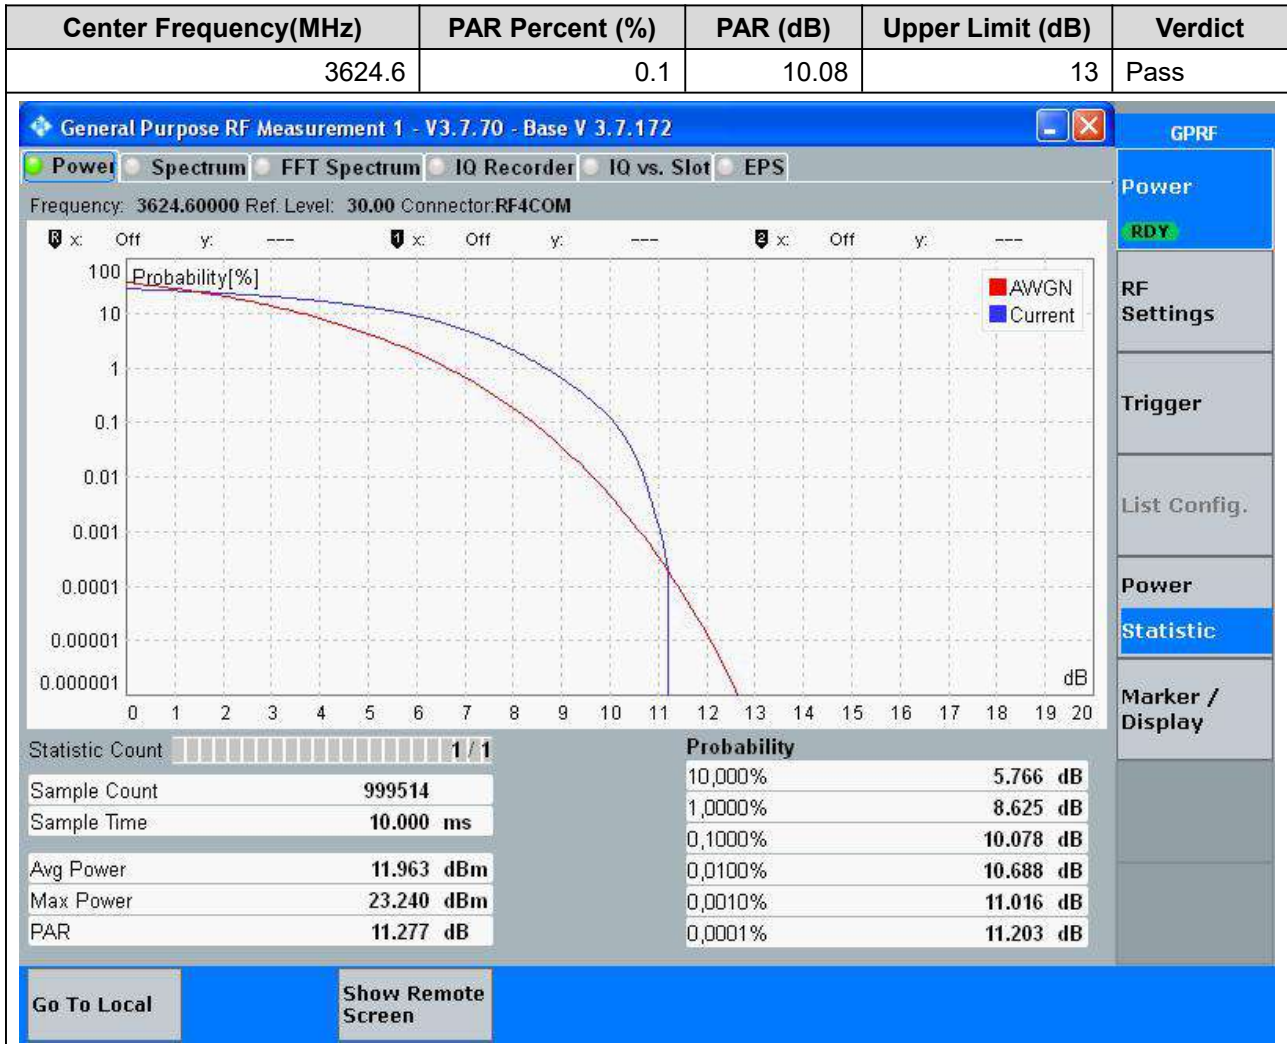 Center Frequency(MHz) PAR Percent (%) PAR (dB) Upper Limit (dB) Verdict
3624.6 0.1 10.08 13 Pass
General Purpose RF Measurement 1 - V3.7.70 - Base V 3.7.172
GPRF
Power Spectrum FFT Spectrum IQ Recorder IQ vs. Slot EPS
Frequency: 3624.60000 Ref. Level: 30.00 Connector:RF4COM
R x: Off y: --- 1 x: Off y: --- 2 x: Off y: ---
Probability[%]
AWGN
Current
100
10
1
0.1
0.01
0.001
0.0001
0.00001
0.000001
dB
0 1 2 3 4 5 6 7 8 9 10 11 12 13 14 15 16 17 18 19 20
Statistic Count 1 / 1
Sample Count 999514
Sample Time 10.000 ms
Avg Power 11.963 dBm
Max Power 23.240 dBm
PAR 11.277 dB
Probability
10,000% 5.766 dB
1,0000% 8.625 dB
0,1000% 10.078 dB
0,0100% 10.688 dB
0,0010% 11.016 dB
0,0001% 11.203 dB
Power
RDY
RF
Settings
Trigger
List Config.
Power
Statistic
Marker /
Display
Go To Local
Show Remote
Screen